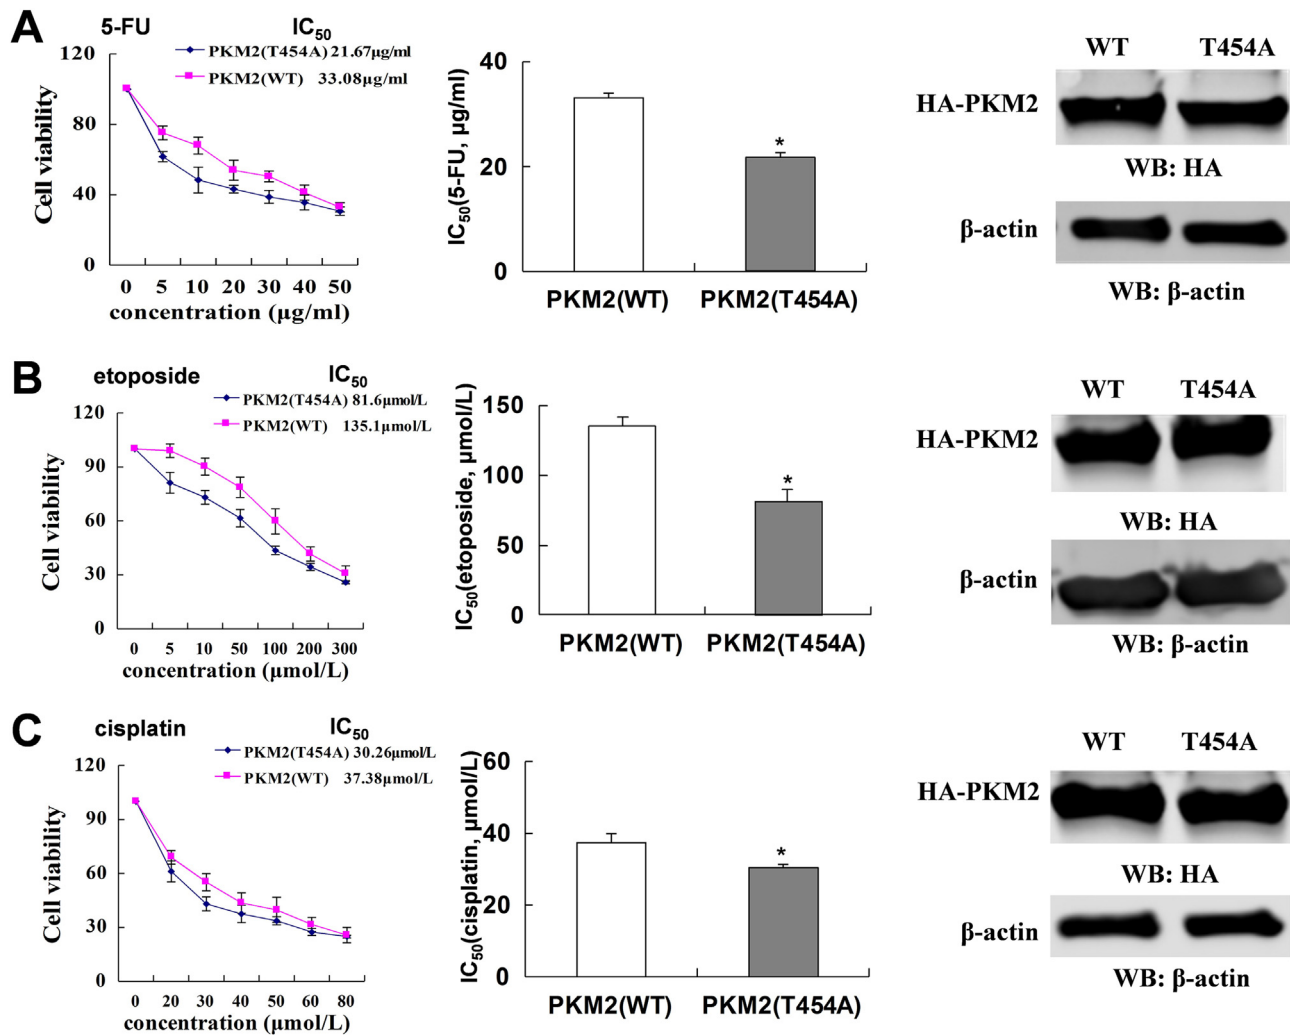 A
5-FU IC50
PKM2(T454A) 21.67µg/ml
PKM2(WT) 33.08µg/ml
120
80
40
0
Cell viability
0 5 10 20 30 40 50
concentration (µg/ml)
40
20
0
IC50(5-FU, µg/ml)
*
PKM2(WT) PKM2(T454A)
WT T454A
HA-PKM2
WB: HA
β-actin
WB: β-actin
B
etoposide IC50
PKM2(T454A) 81.6µmol/L
PKM2(WT) 135.1µmol/L
120
90
60
30
0
Cell viability
0 5 10 50 100 200 300
concentration (µmol/L)
150
100
50
0
IC50(etoposide, µmol/L)
*
PKM2(WT) PKM2(T454A)
WT T454A
HA-PKM2
WB: HA
β-actin
WB: β-actin
C
cisplatin IC50
PKM2(T454A) 30.26µmol/L
PKM2(WT) 37.38µmol/L
120
90
60
30
0
Cell viability
0 20 30 40 50 60 80
concentration (µmol/L)
60
40
20
0
IC50(cisplatin, µmol/L)
*
PKM2(WT) PKM2(T454A)
WT T454A
HA-PKM2
WB: HA
β-actin
WB: β-actin